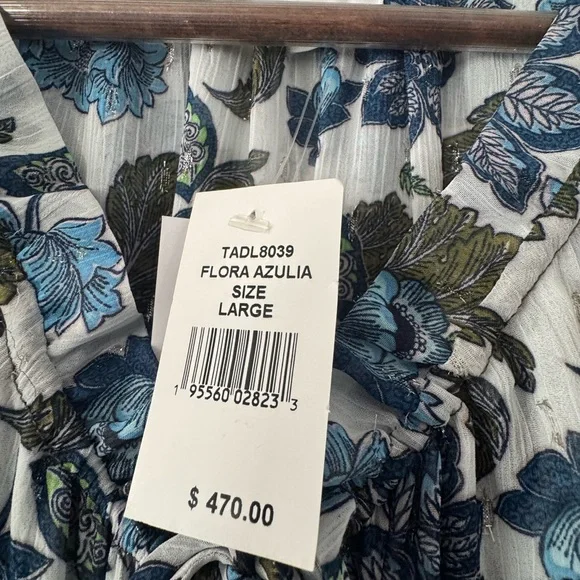 TADL8039
FLORA AZULIA
SIZE
LARGE
1 95560 02823 3
$ 470.00